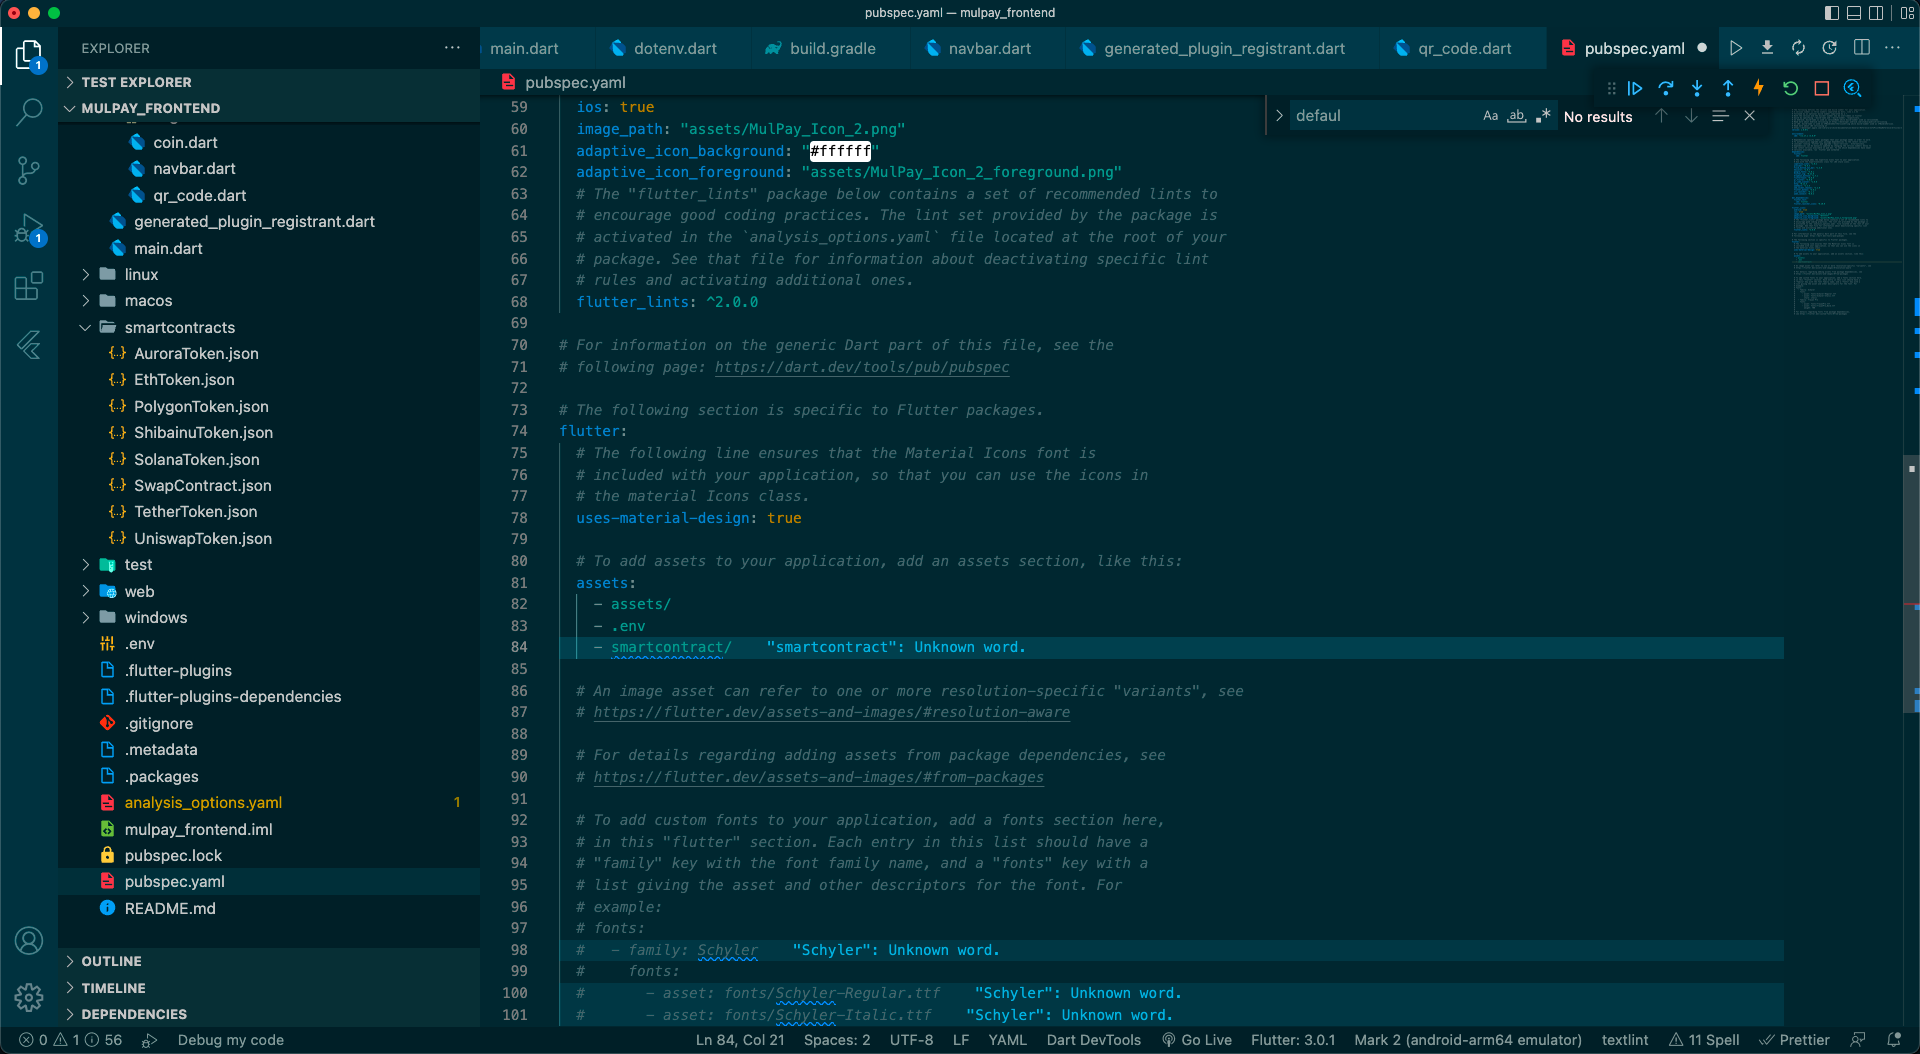 pubspec.yaml — mulpay_frontend
EXPLORER
main.dart
dotenv.dart
build.gradle
navbar.dart
generated_plugin_registrant.dart
qr_code.dart
pubspec.yaml
1
TEST EXPLORER
MULPAY_FRONTEND
coin.dart
navbar.dart
qr_code.dart
generated_plugin_registrant.dart
main.dart
1
linux
macos
smartcontracts
AuroraToken.json
EthToken.json
PolygonToken.json
ShibainuToken.json
SolanaToken.json
SwapContract.json
TetherToken.json
UniswapToken.json
test
web
windows
.env
.flutter-plugins
.flutter-plugins-dependencies
.gitignore
.metadata
.packages
analysis_options.yaml 1
mulpay_frontend.iml
pubspec.lock
pubspec.yaml
README.md
OUTLINE
TIMELINE
DEPENDENCIES
pubspec.yaml
defaul Aa ab .* No results
59 ios: true
60 image_path: "assets/MulPay_Icon_2.png"
61 adaptive_icon_background: "#ffffff"
62 adaptive_icon_foreground: "assets/MulPay_Icon_2_foreground.png"
63 # The "flutter_lints" package below contains a set of recommended lints to
64 # encourage good coding practices. The lint set provided by the package is
65 # activated in the `analysis_options.yaml` file located at the root of your
66 # package. See that file for information about deactivating specific lint
67 # rules and activating additional ones.
68 flutter_lints: ^2.0.0
69
70 # For information on the generic Dart part of this file, see the
71 # following page: https://dart.dev/tools/pub/pubspec
72
73 # The following section is specific to Flutter packages.
74 flutter:
75 # The following line ensures that the Material Icons font is
76 # included with your application, so that you can use the icons in
77 # the material Icons class.
78 uses-material-design: true
79
80 # To add assets to your application, add an assets section, like this:
81 assets:
82 - assets/
83 - .env
84 - smartcontract/ "smartcontract": Unknown word.
85
86 # An image asset can refer to one or more resolution-specific "variants", see
87 # https://flutter.dev/assets-and-images/#resolution-aware
88
89 # For details regarding adding assets from package dependencies, see
90 # https://flutter.dev/assets-and-images/#from-packages
91
92 # To add custom fonts to your application, add a fonts section here,
93 # in this "flutter" section. Each entry in this list should have a
94 # "family" key with the font family name, and a "fonts" key with a
95 # list giving the asset and other descriptors for the font. For
96 # example:
97 # fonts:
98 # - family: Schyler "Schyler": Unknown word.
99 # fonts:
100 # - asset: fonts/Schyler-Regular.ttf "Schyler": Unknown word.
101 # - asset: fonts/Schyler-Italic.ttf "Schyler": Unknown word.
0 1 56 Debug my code Ln 84, Col 21 Spaces: 2 UTF-8 LF YAML Dart DevTools Go Live Flutter: 3.0.1 Mark 2 (android-arm64 emulator) textlint 11 Spell Prettier